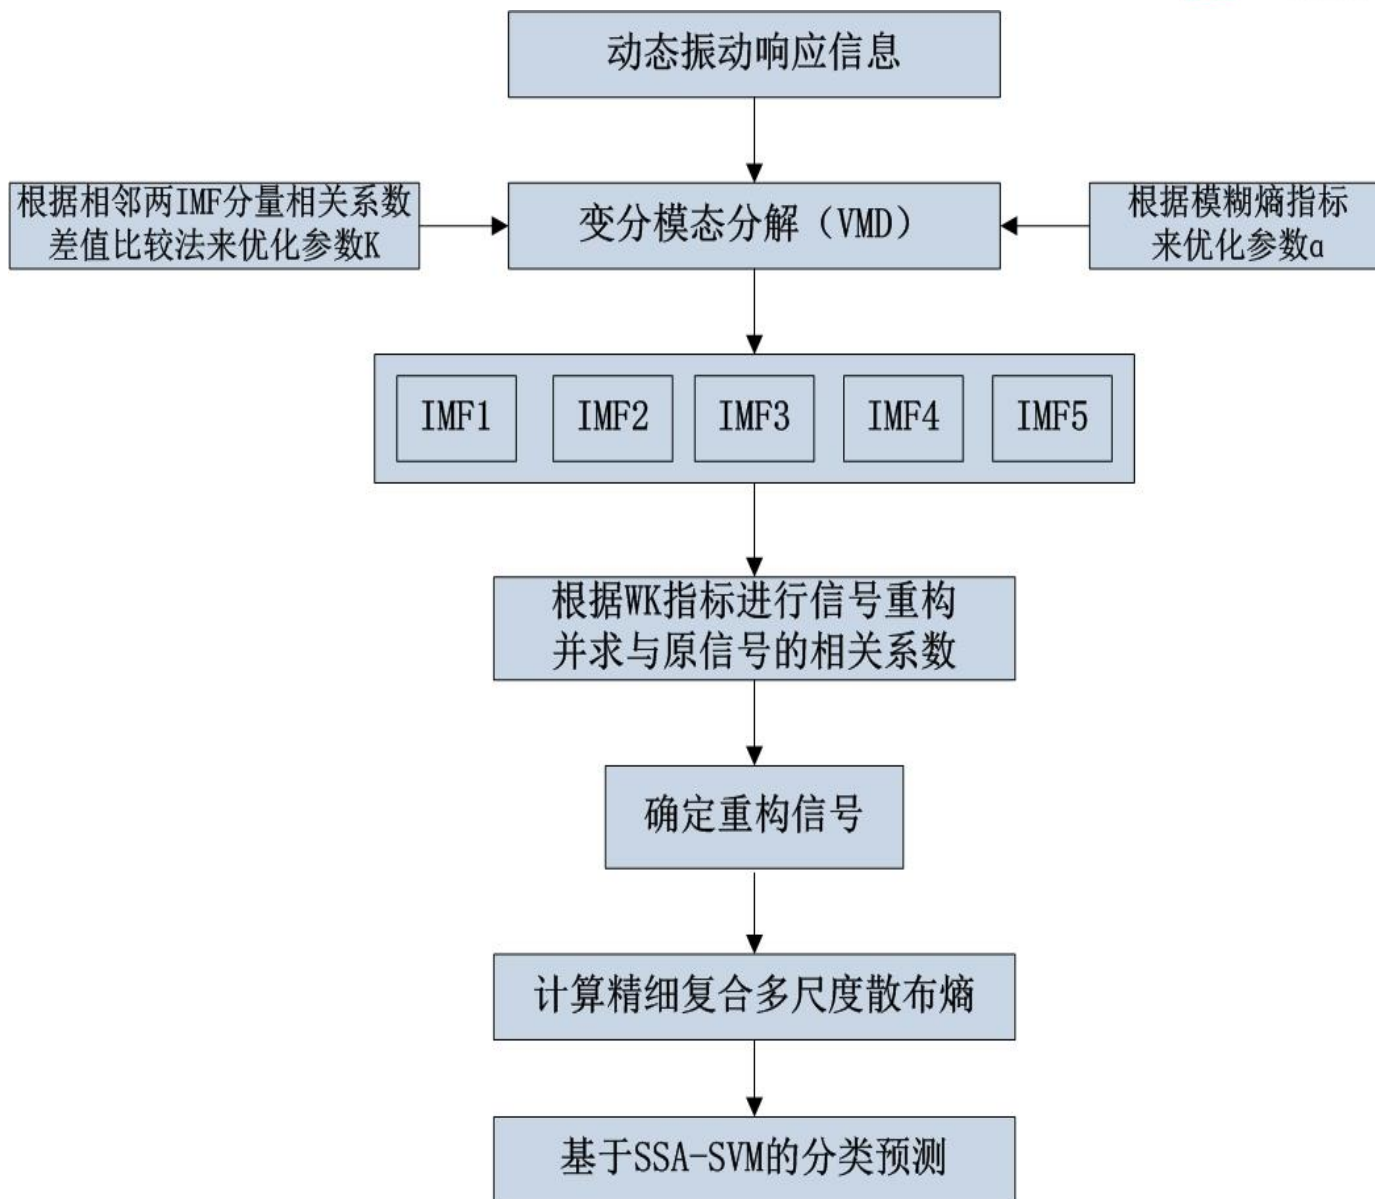 动态振动响应信息
根据相邻两IMF分量相关系数
差值比较法来优化参数K
变分模态分解（VMD）
根据模糊熵指标
来优化参数α
IMF1
IMF2
IMF3
IMF4
IMF5
根据WK指标进行信号重构
并求与原信号的相关系数
确定重构信号
计算精细复合多尺度散布熵
基于SSA-SVM的分类预测